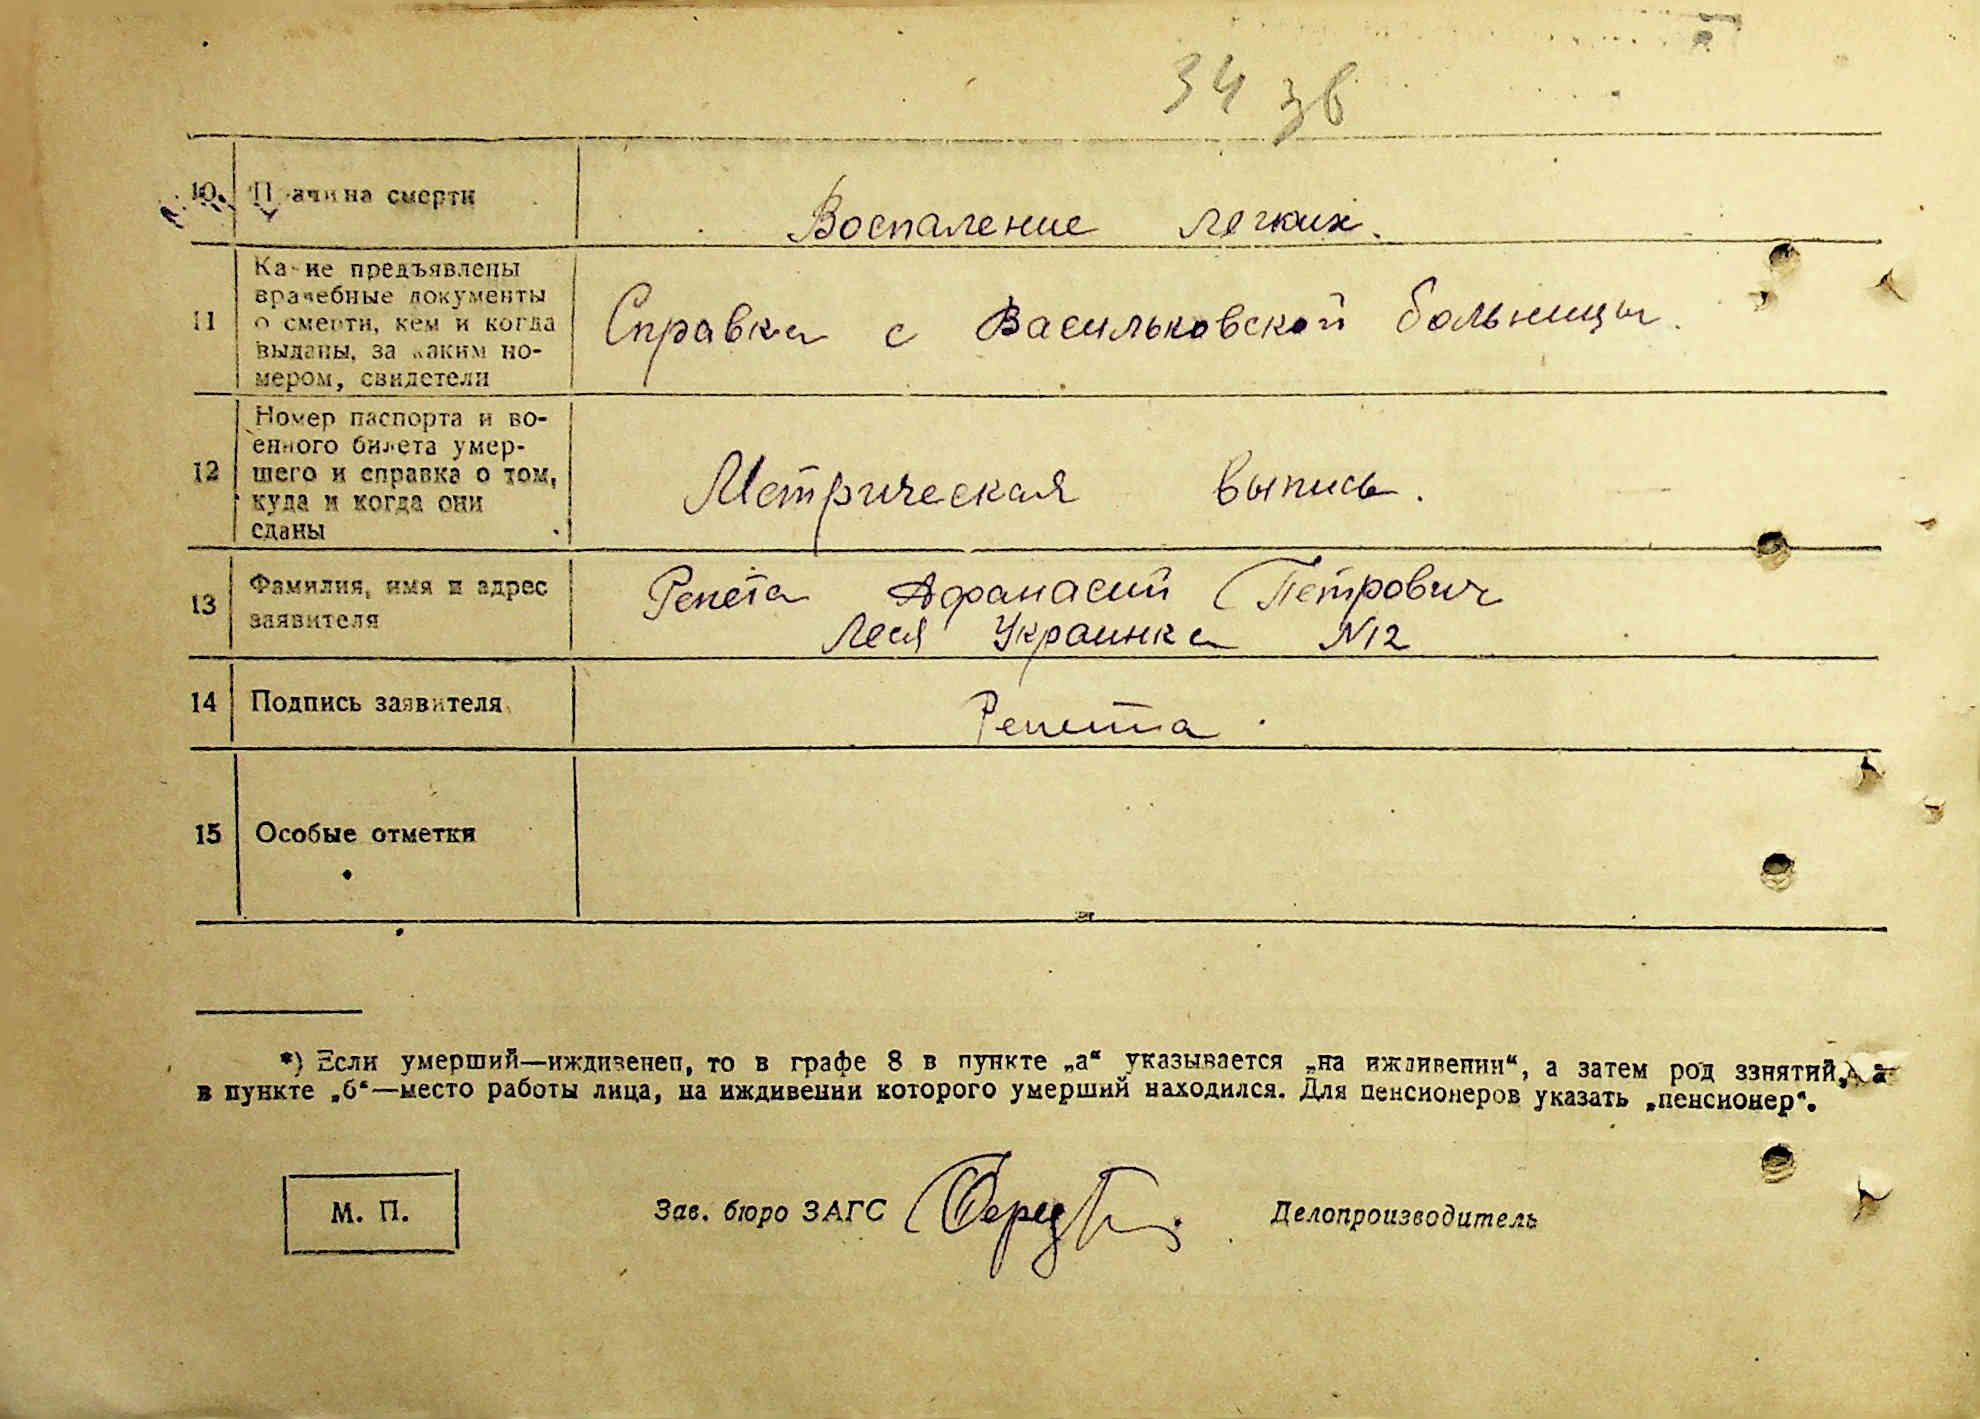 34 зв
10. Причина смерти
Воспаление легких.
11
Какие предъявлены
врачебные документы
о смерти, кем и когда
выданы, за каким но-
мером, свидетели
Справка с Васильковской больницы.
12
Номер паспорта и во-
енного билета умер-
шего и справка о том,
куда и когда они
сданы
Метрическая выпись.
13
Фамилия, имя и адрес
заявителя
Репета Афанасий Петрович
Леся Украинка N12
14 Подпись заявителя
Репета.
15 Особые отметки
*) Если умерший—иждивенец, то в графе 8 в пункте „а“ указывается „на иждивении“, а затем род занятий, а
в пункте „б“—место работы лица, на иждивении которого умерший находился. Для пенсионеров указать „пенсионер“.
М. П.
Зав. бюро ЗАГС
Делопроизводитель